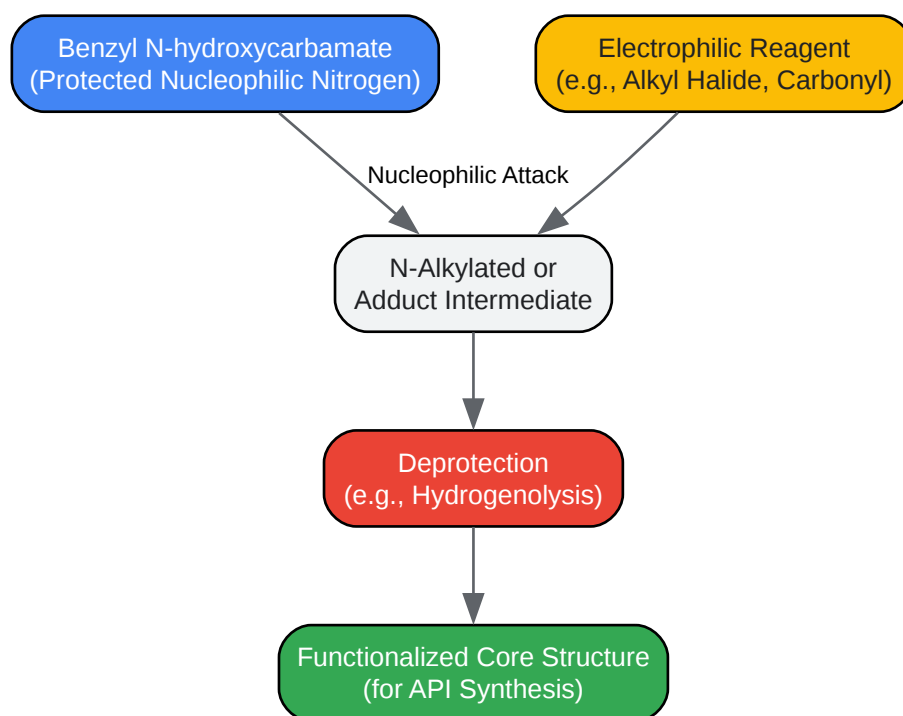 Benzyl N-hydroxycarbamate
(Protected Nucleophilic Nitrogen)
Electrophilic Reagent
(e.g., Alkyl Halide, Carbonyl)
Nucleophilic Attack
N-Alkylated or
Adduct Intermediate
Deprotection
(e.g., Hydrogenolysis)
Functionalized Core Structure
(for API Synthesis)